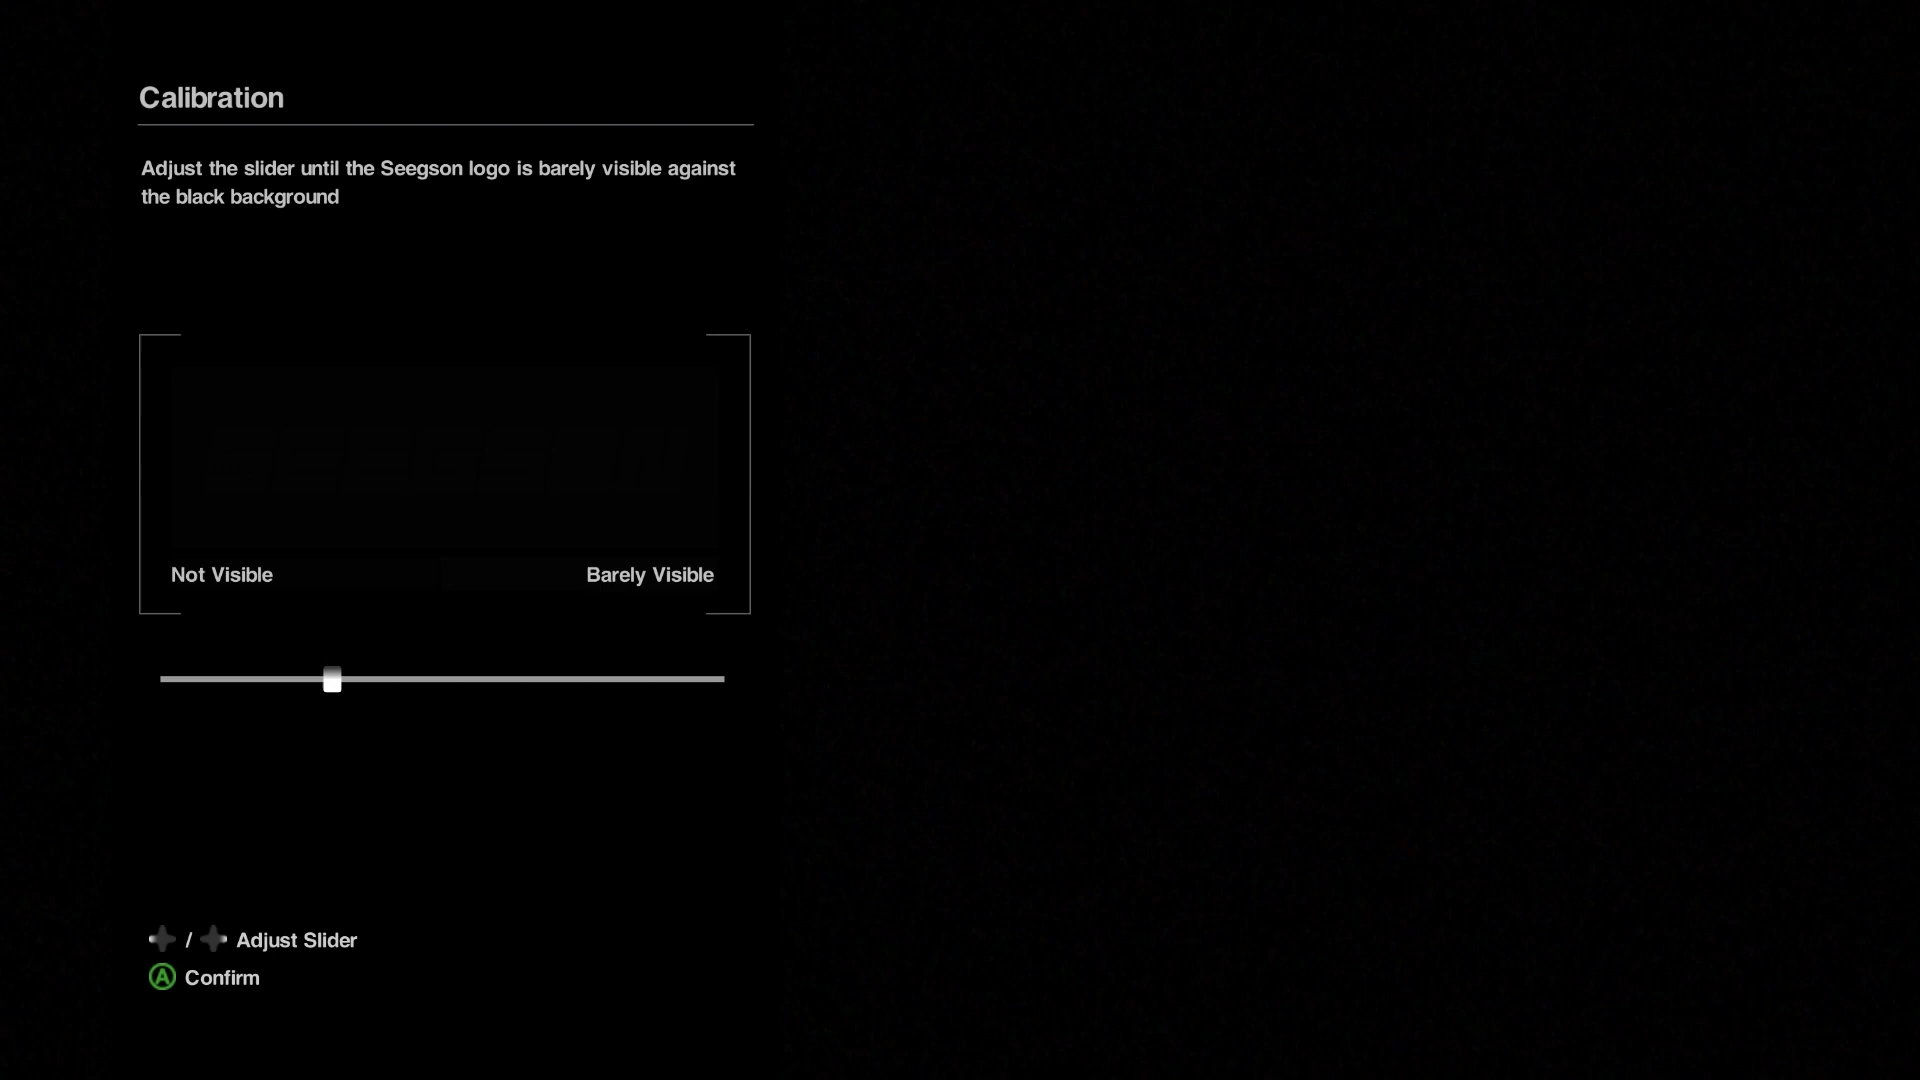 Calibration
Adjust the slider until the Seegson logo is barely visible against
the black background
SEEGSON
Not Visible
Barely Visible
/ Adjust Slider
A Confirm